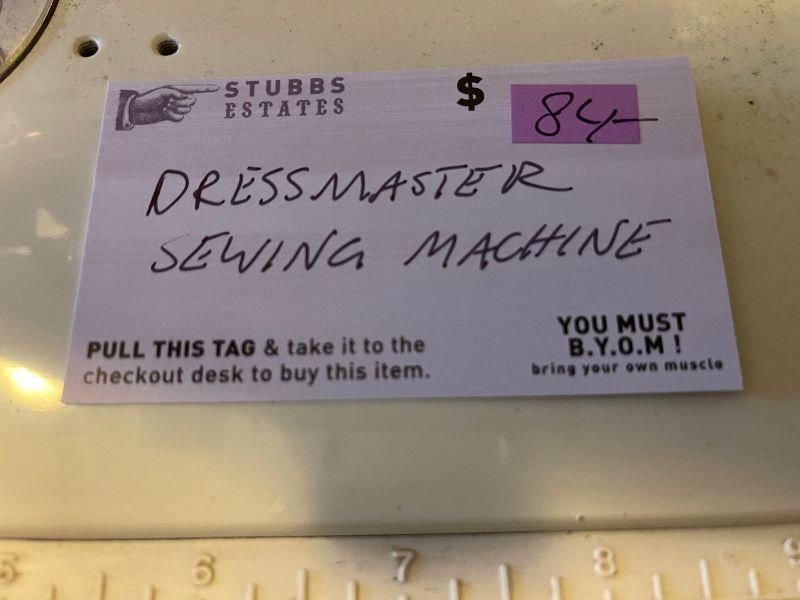 STUBBS
ESTATES
$ 84-
DRESSMASTER
SEWING MACHINE
PULL THIS TAG & take it to the
checkout desk to buy this item.
YOU MUST
B.Y.O.M !
bring your own muscle
5 6 7 8 9